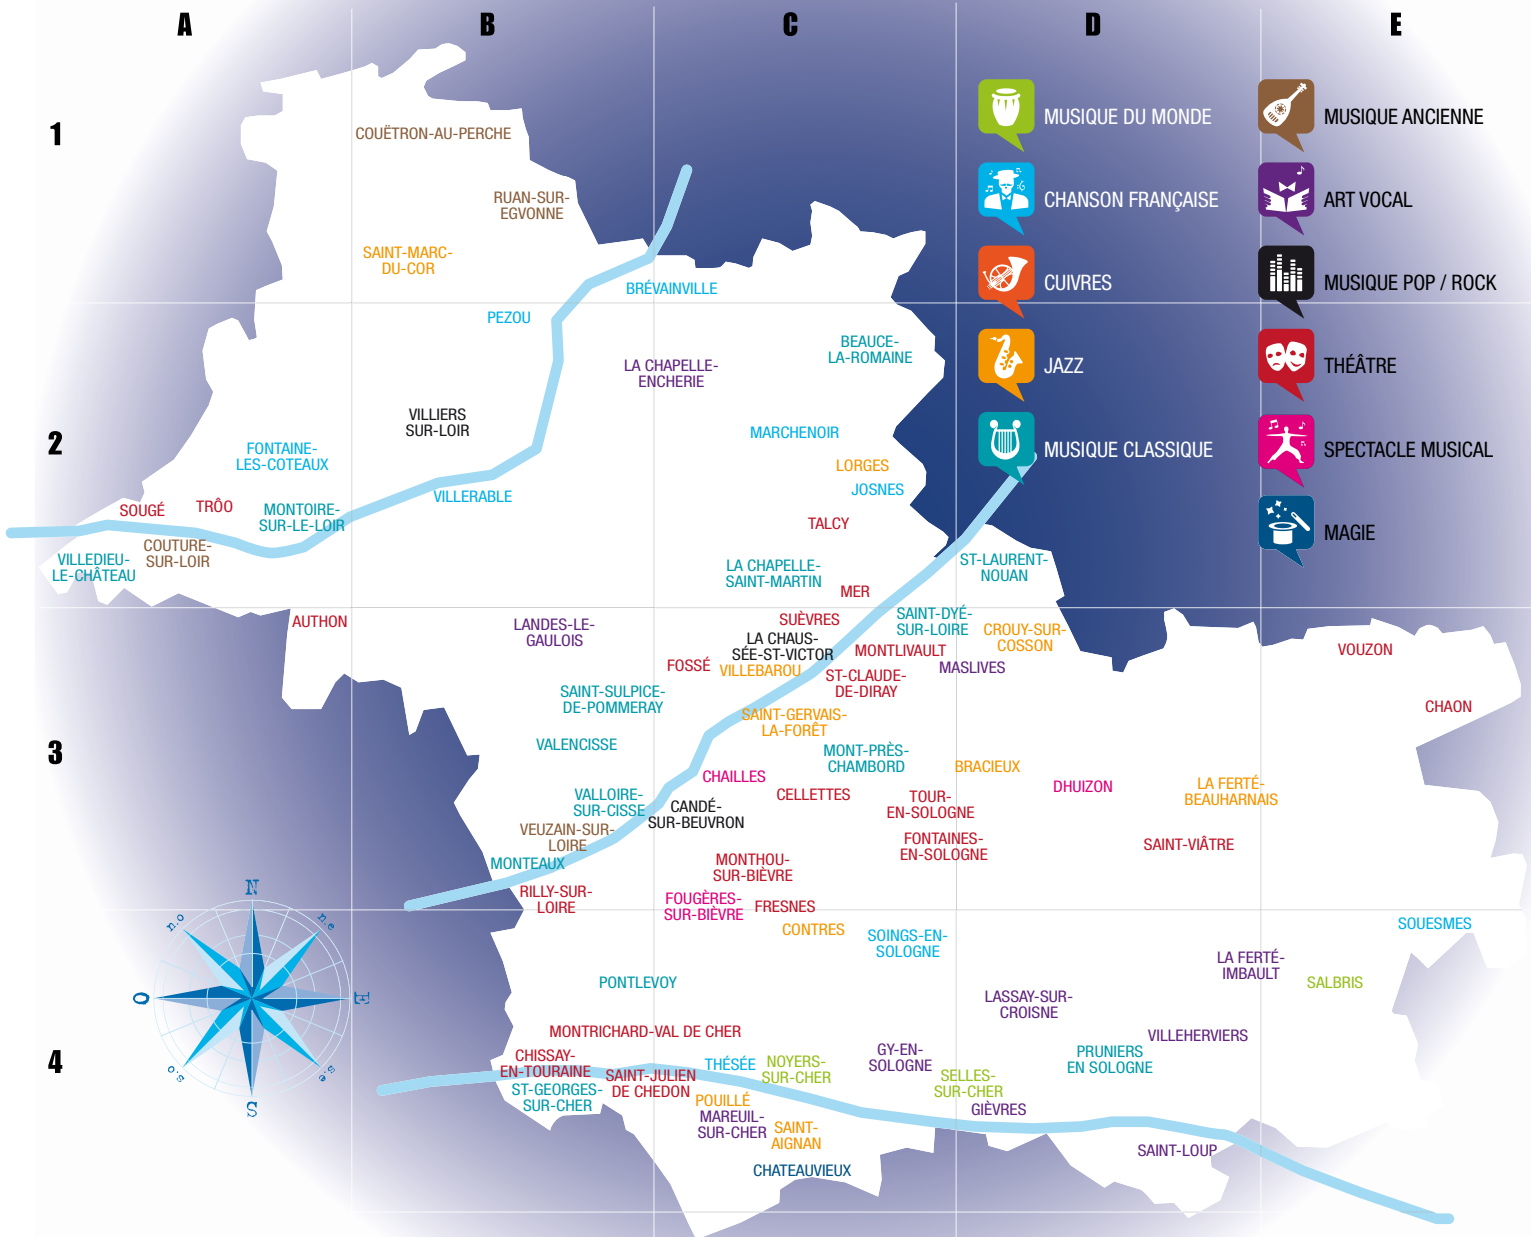 A
B
C
D
E
1
2
3
4
MUSIQUE DU MONDE
CHANSON FRANÇAISE
CUIVRES
JAZZ
MUSIQUE CLASSIQUE
MUSIQUE ANCIENNE
ART VOCAL
MUSIQUE POP / ROCK
THÉÂTRE
SPECTACLE MUSICAL
MAGIE
COUËTRON-AU-PERCHE
RUAN-SUR-
EGVONNE
SAINT-MARC-
DU-COR
BRÉVAINVILLE
PEZOU
LA CHAPELLE-
ENCHERIE
BEAUCE-
LA-ROMAINE
VILLIERS
SUR-LOIR
MARCHENOIR
FONTAINE-
LES-COTEAUX
LORGES
JOSNES
VILLERABLE
SOUGÉ
TRÔO
MONTOIRE-
SUR-LE-LOIR
TALCY
COUTURE-
SUR-LOIR
VILLEDIEU-
LE-CHÂTEAU
LA CHAPELLE-
SAINT-MARTIN
ST-LAURENT-
NOUAN
MER
AUTHON
LANDES-LE-
GAULOIS
SUÈVRES
SAINT-DYÉ-
SUR-LOIRE
CROUY-SUR-
COSSON
LA CHAUS-
SÉE-ST-VICTOR
MONTLIVAULT
VOUZON
FOSSÉ
VILLEBAROU
MASLIVES
ST-CLAUDE-
DE-DIRAY
SAINT-SULPICE-
DE-POMMERAY
CHAON
SAINT-GERVAIS-
LA-FORÊT
VALENCISSE
MONT-PRÈS-
CHAMBORD
BRACIEUX
CHAILLES
DHUIZON
LA FERTÉ-
BEAUHARNAIS
VALLOIRE-
SUR-CISSE
CANDÉ-
SUR-BEUVRON
CELLETTES
TOUR-
EN-SOLOGNE
VEUZAIN-SUR-
LOIRE
FONTAINES-
EN-SOLOGNE
SAINT-VIÂTRE
MONTEAUX
MONTHOU-
SUR-BIÈVRE
RILLY-SUR-
LOIRE
FOUGÈRES-
SUR-BIÈVRE
FRESNES
CONTRES
SOINGS-EN-
SOLOGNE
SOUESMES
LA FERTÉ-
IMBAULT
SALBRIS
PONTLEVOY
LASSAY-SUR-
CROISNE
MONTRICHARD-VAL DE CHER
VILLEHERVIERS
CHISSAY-
EN-TOURAINE
THÉSÉE
NOYERS-
SUR-CHER
GY-EN-
SOLOGNE
PRUNIERS
EN SOLOGNE
ST-GEORGES-
SUR-CHER
SAINT-JULIEN
DE CHEDON
SELLES-
SUR-CHER
POUILLÉ
GIÈVRES
MAREUIL-
SUR-CHER
SAINT-
AIGNAN
SAINT-LOUP
CHATEAUVIEUX
N
n.e
E
s.e
S
s.o
O
n.o